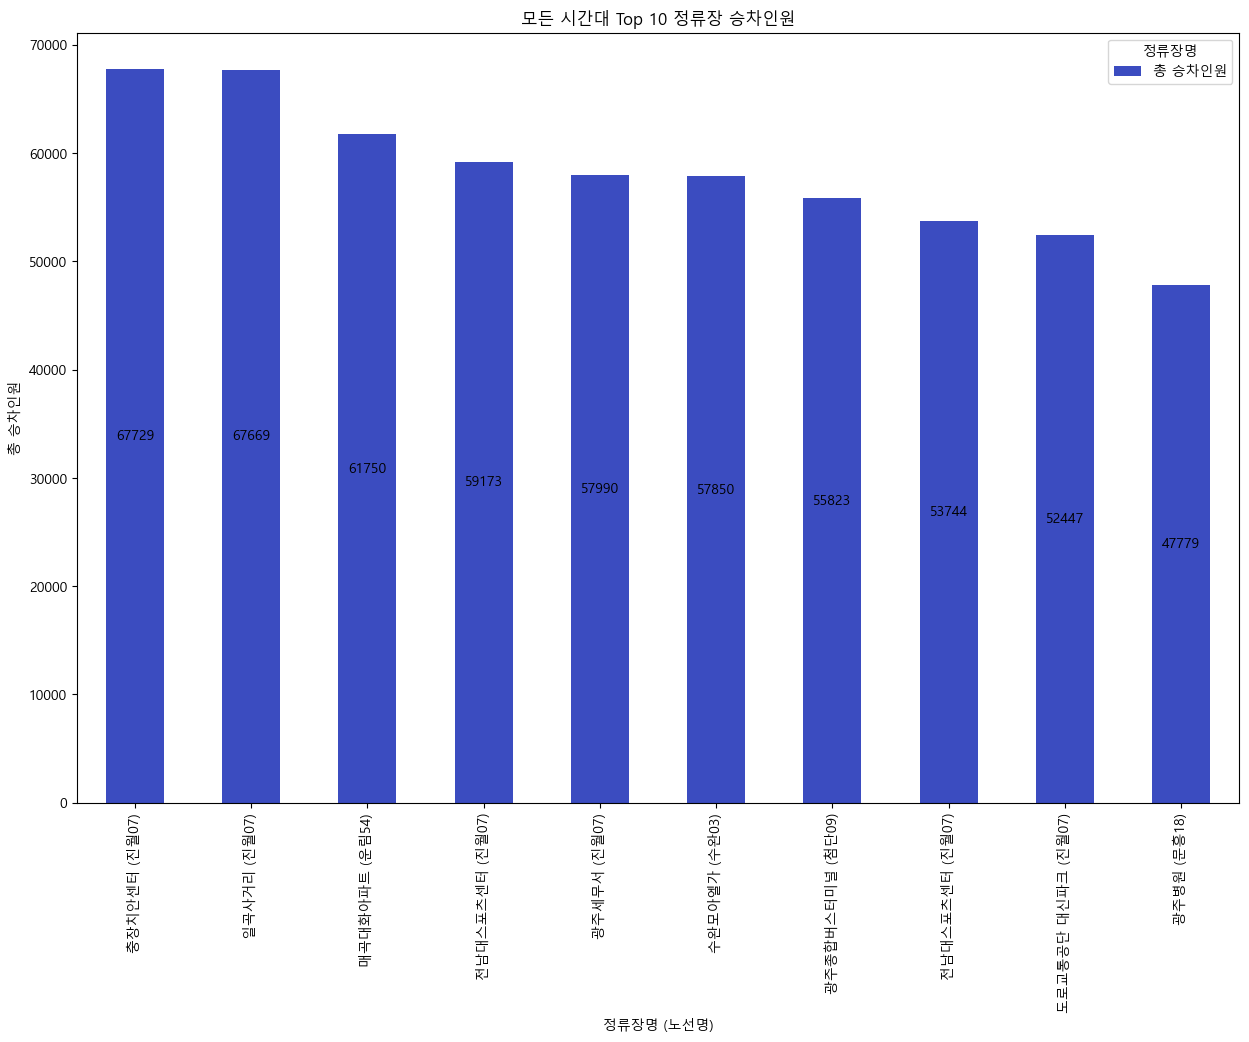 모든 시간대 Top 10 정류장 승차인원
정류장명
총 승차인원
70000
60000
50000
40000
30000
20000
10000
0
총 승차인원
67729
67669
61750
59173
57990
57850
55823
53744
52447
47779
충장치안센터 (진월07)
일곡사거리 (진월07)
매곡대화아파트 (운림54)
전남대스포츠센터 (진월07)
광주세무서 (진월07)
수완모아엘가 (수완03)
광주종합버스터미널 (첨단09)
전남대스포츠센터 (진월07)
도로교통공단 대신파크 (진월07)
광주병원 (문흥18)
정류장명 (노선명)